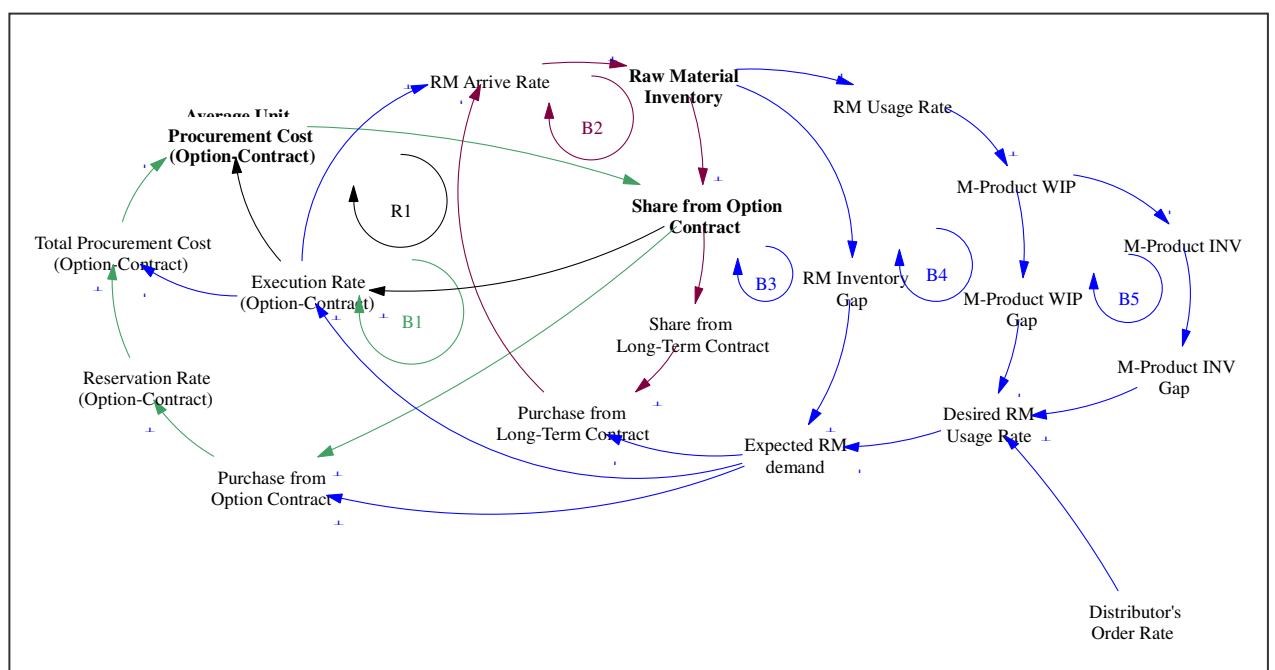 RM Arrive Rate
Raw Material
Inventory
RM Usage Rate
Average Unit
Procurement Cost
(Option-Contract)
B2
M-Product WIP
R1
Share from Option
Contract
M-Product INV
Total Procurement Cost
(Option-Contract)
Execution Rate
(Option-Contract)
B3
RM Inventory
Gap
B4
M-Product WIP
Gap
B5
B1
Share from
Long-Term Contract
M-Product INV
Gap
Reservation Rate
(Option-Contract)
Purchase from
Long-Term Contract
Desired RM
Usage Rate
Expected RM
demand
Purchase from
Option Contract
Distributor's
Order Rate